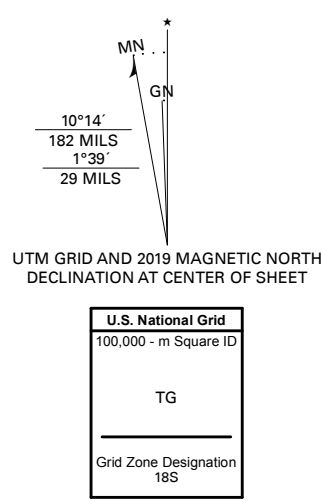 ★
MN
GN
10°14´
182 MILS
1°39´
29 MILS
UTM GRID AND 2019 MAGNETIC NORTH
DECLINATION AT CENTER OF SHEET
U.S. National Grid
100,000 - m Square ID
TG
Grid Zone Designation
18S